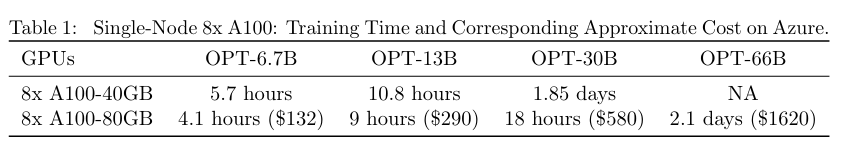 Table 1: Single-Node 8x A100: Training Time and Corresponding Approximate Cost on Azure.
GPUs OPT-6.7B OPT-13B OPT-30B OPT-66B
8x A100-40GB 5.7 hours 10.8 hours 1.85 days NA
8x A100-80GB 4.1 hours ($132) 9 hours ($290) 18 hours ($580) 2.1 days ($1620)